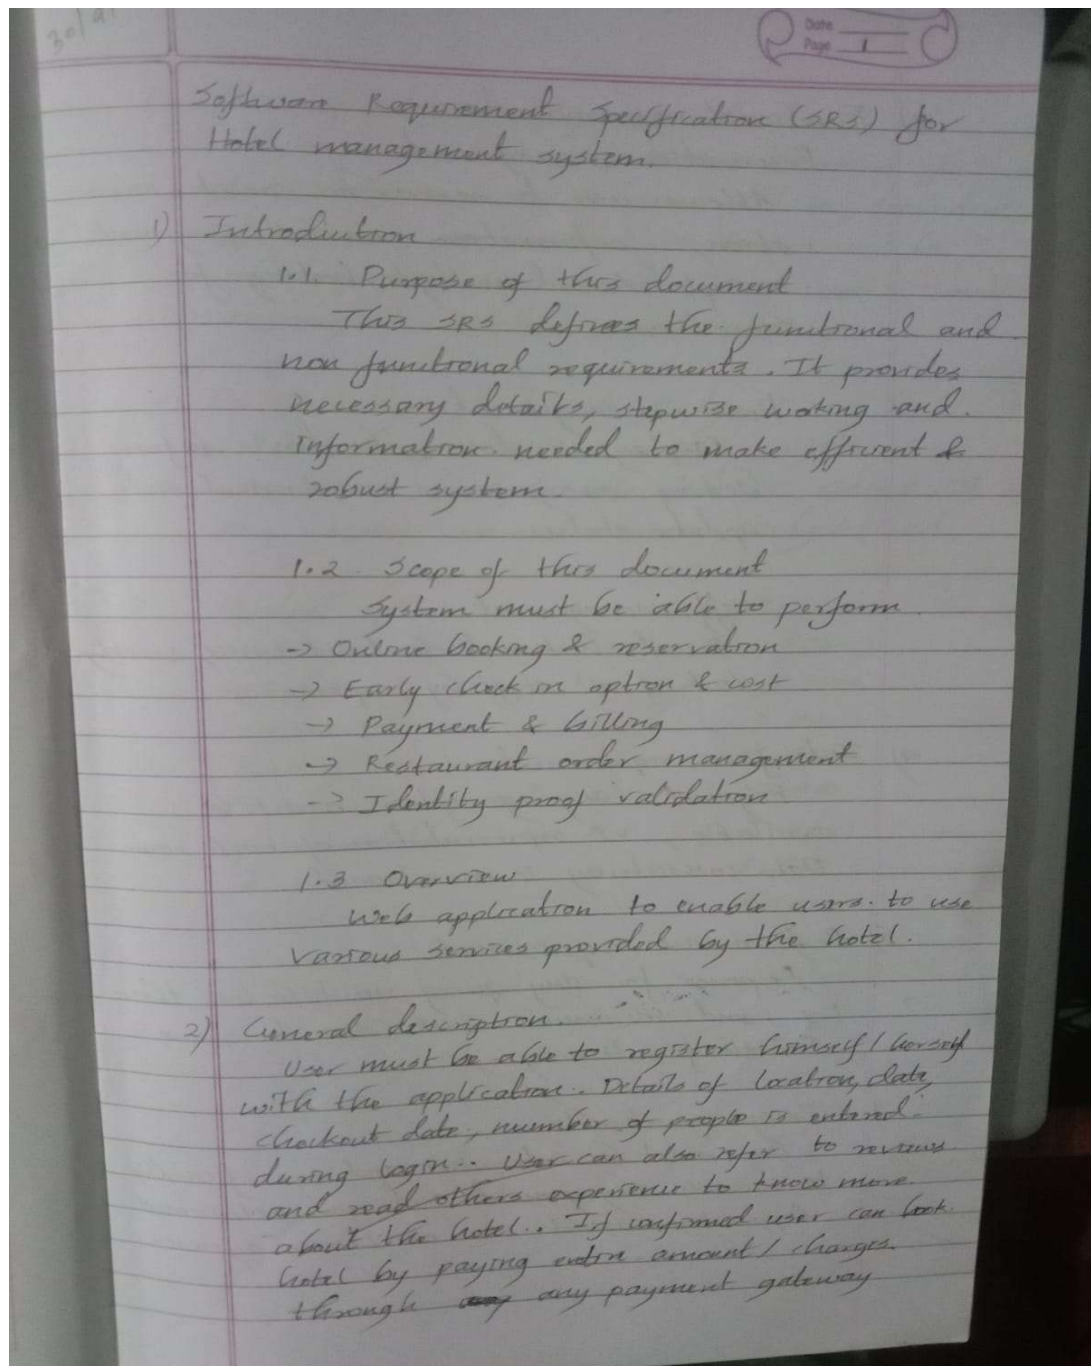 30/9/
Date
Page 1
Software Requirement Specification (SRS) for
Hotel management system.
1) Introduction
1.1. Purpose of this document
This SRS defines the functional and
non functional requirements. It provides
necessary details, stepwise working and
information needed to make efficient &
robust system.
1.2. Scope of this document
System must be able to perform
-> Online booking & reservation
-> Early check in option & cost
-> Payment & billing
-> Restaurant order management
-> Identity proof validation
1.3 Overview
Web application to enable users to use
various services provided by the hotel.
2) General description.
User must be able to register himself / herself
with the application. Details of location, date,
checkout date, number of people is entered
during login.. User can also refer to reviews
and read others experience to know more
about the hotel.. If confirmed user can book
hotel by paying entire amount / charges
through any payment gateway